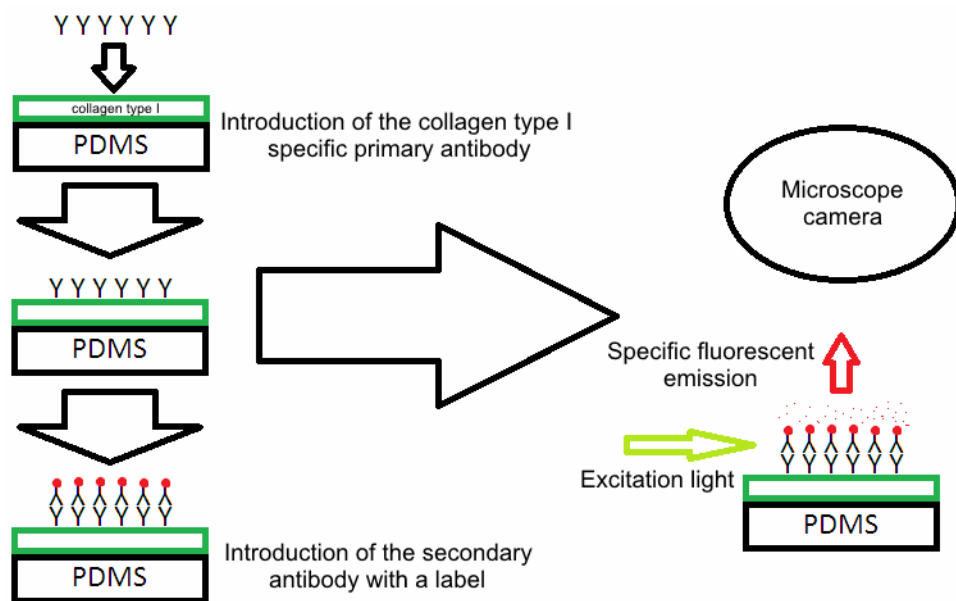 Y Y Y Y Y Y
collagen type I
PDMS
Introduction of the collagen type I
specific primary antibody
Y Y Y Y Y Y
PDMS
Introduction of the secondary
antibody with a label
PDMS
Microscope
camera
Specific fluorescent
emission
Excitation light
PDMS